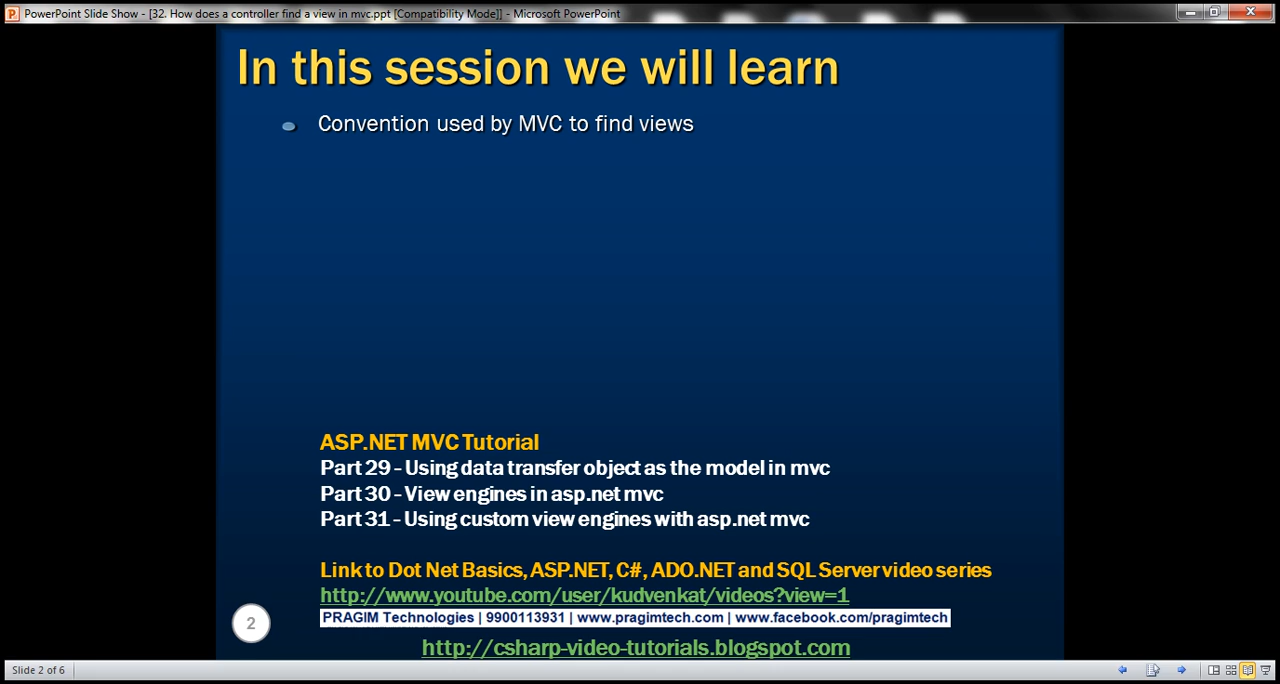 PowerPoint Slide Show - [32. How does a controller find a view in mvc.ppt [Compatibility Mode]] - Microsoft PowerPoint
In this session we will learn
Convention used by MVC to find views
ASP.NET MVC Tutorial
Part 29 - Using data transfer object as the model in mvc
Part 30 - View engines in asp.net mvc
Part 31 - Using custom view engines with asp.net mvc
Link to Dot Net Basics, ASP.NET, C#, ADO.NET and SQL Server video series
http://www.youtube.com/user/kudvenkat/videos?view=1
PRAGIM Technologies | 9900113931 | www.pragimtech.com | www.facebook.com/pragimtech
2
http://csharp-video-tutorials.blogspot.com
Slide 2 of 6